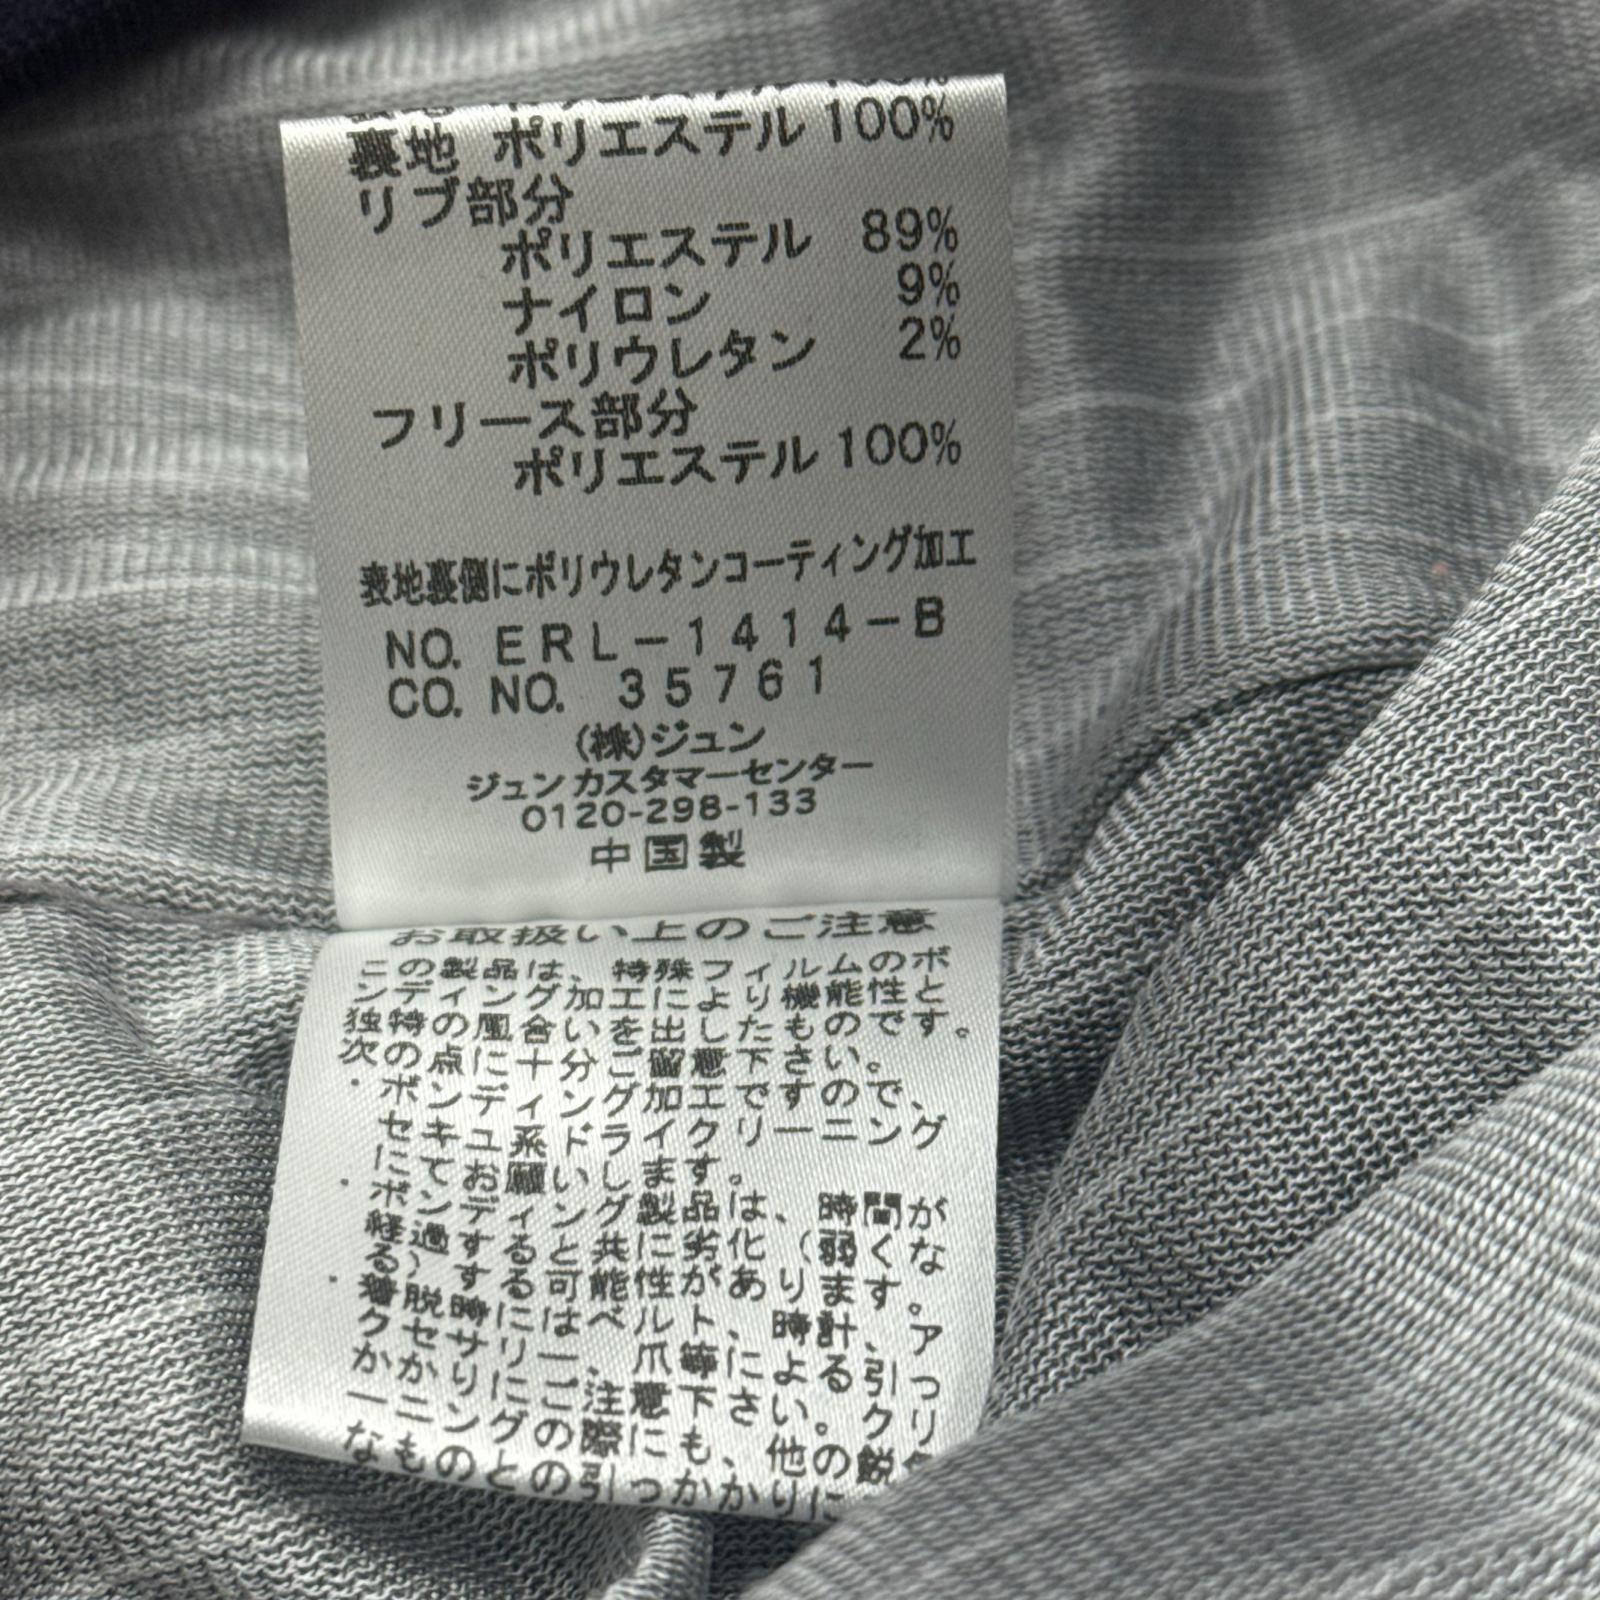 裏地 ポリエステル 100%
リブ部分
ポリエステル 89%
ナイロン 9%
ポリウレタン 2%
フリース部分
ポリエステル 100%
表地裏側にポリウレタンコーティング加工
NO. ERL-1414-B
CO. NO. 35761
(株)ジュン
ジュンカスタマーセンター
0120-298-133
中国製
お取扱い上のご注意
この製品は、特殊フィルムのボ
ンディング加工により機能性と
独特の風合いを出したものです。
次の点に十分ご留意下さい。
・ボンディング加工ですので、
セキユ系ドライクリーニング
にてお願いします。
・ボンディング製品は、時間が
経過すると共に劣化(弱くな
る)する可能性があります。
・着脱時にはベルト、時計、ア
クセサリー、爪等による引っ
かかりにご注意下さい。クリ
ーニングの際にも、他の鋭
なものとの引っかかりに